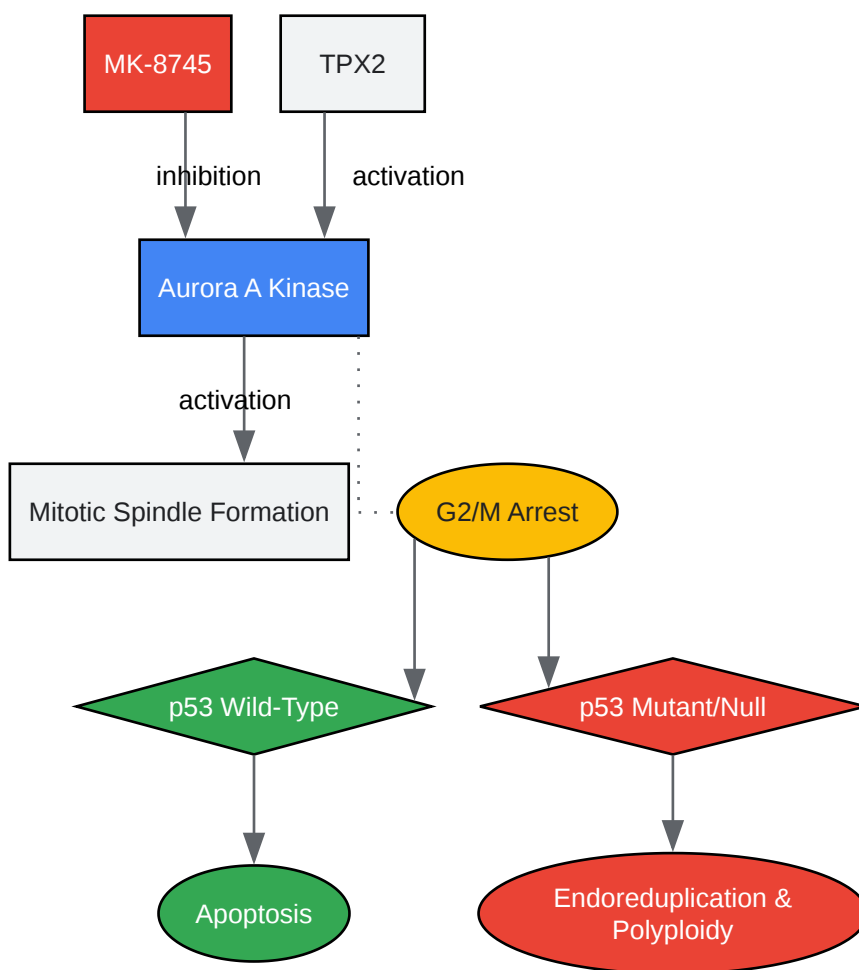 MK-8745
TPX2
inhibition
activation
Aurora A Kinase
activation
Mitotic Spindle Formation
G2/M Arrest
p53 Wild-Type
p53 Mutant/Null
Apoptosis
Endoreduplication &
Polyploidy